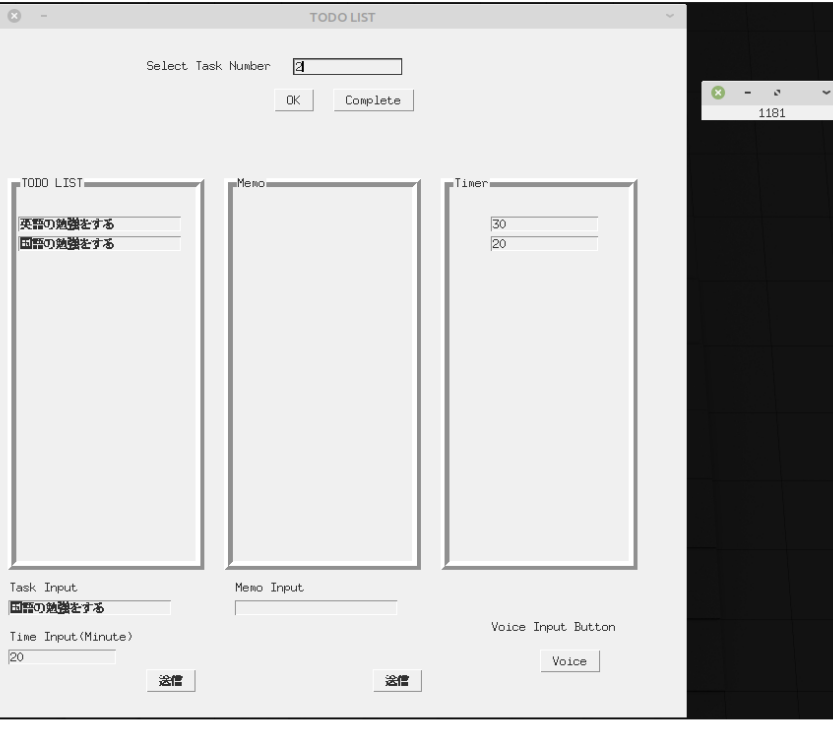 TODO LIST
Select Task Number 2
OK Complete
1181
TODO LIST
Memo
Timer
英語の勉強をする
国語の勉強をする
30
20
Task Input
国語の勉強をする
Time Input(Minute)
20
送信
Memo Input
送信
Voice Input Button
Voice